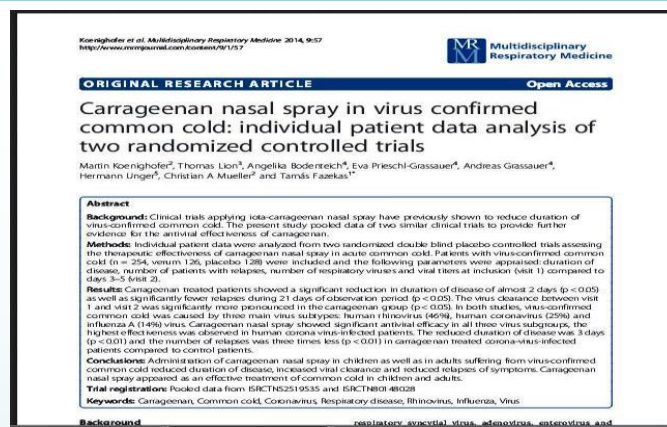 Koenighofer et al. Multidisciplinary Respiratory Medicine 2014, 9:57
http://www.mrmjournal.com/content/9/1/57
MR
M
Multidisciplinary
Respiratory Medicine
ORIGINAL RESEARCH ARTICLE
Open Access
Carrageenan nasal spray in virus confirmed
common cold: individual patient data analysis of
two randomized controlled trials
Martin Koenighofer², Thomas Lion³, Angelika Bodenteich⁴, Eva Prieschl-Grassauer⁴, Andreas Grassauer⁴,
Hermann Unger⁵, Christian A Mueller² and Tamás Fazekas¹*
Abstract
Background: Clinical trials applying iota-carrageenan nasal spray have previously shown to reduce duration of
virus-confirmed common cold. The present study pooled data of two similar clinical trials to provide further
evidence for the antiviral effectiveness of carrageenan.
Methods: Individual patient data were analyzed from two randomized double blind placebo controlled trials assessing
the therapeutic effectiveness of carrageenan nasal spray in acute common cold. Patients with virus-confirmed common
cold (n = 254, verum 126, placebo 128) were included and the following parameters were appraised: duration of
disease, number of patients with relapses, number of respiratory viruses and viral titers at inclusion (visit 1) compared to
days 3–5 (visit 2).
Results: Carrageenan treated patients showed a significant reduction in duration of disease of almost 2 days (p < 0.05)
as well as significantly fewer relapses during 21 days of observation period (p < 0.05). The virus clearance between visit
1 and visit 2 was significantly more pronounced in the carrageenan group (p < 0.05). In both studies, virus-confirmed
common cold was caused by three main virus subtypes: human rhinovirus (46%), human coronavirus (25%) and
influenza A (14%) virus. Carrageenan nasal spray showed significant antiviral efficacy in all three virus subgroups, the
highest effectiveness was observed in human corona virus-infected patients. The reduced duration of disease was 3 days
(p < 0.01) and the number of relapses was three times less (p < 0.01) in carrageenan treated corona-virus-infected
patients compared to control patients.
Conclusions: Administration of carrageenan nasal spray in children as well as in adults suffering from virus-confirmed
common cold reduced duration of disease, increased viral clearance and reduced relapses of symptoms. Carrageenan
nasal spray appeared as an effective treatment of common cold in children and adults.
Trial registration: Pooled data from ISRCTN52519535 and ISRCTN80148028
Keywords: Carrageenan, Common cold, Coronavirus, Respiratory disease, Rhinovirus, Influenza, Virus
Background
respiratory syncytial virus, adenovirus, enterovirus and